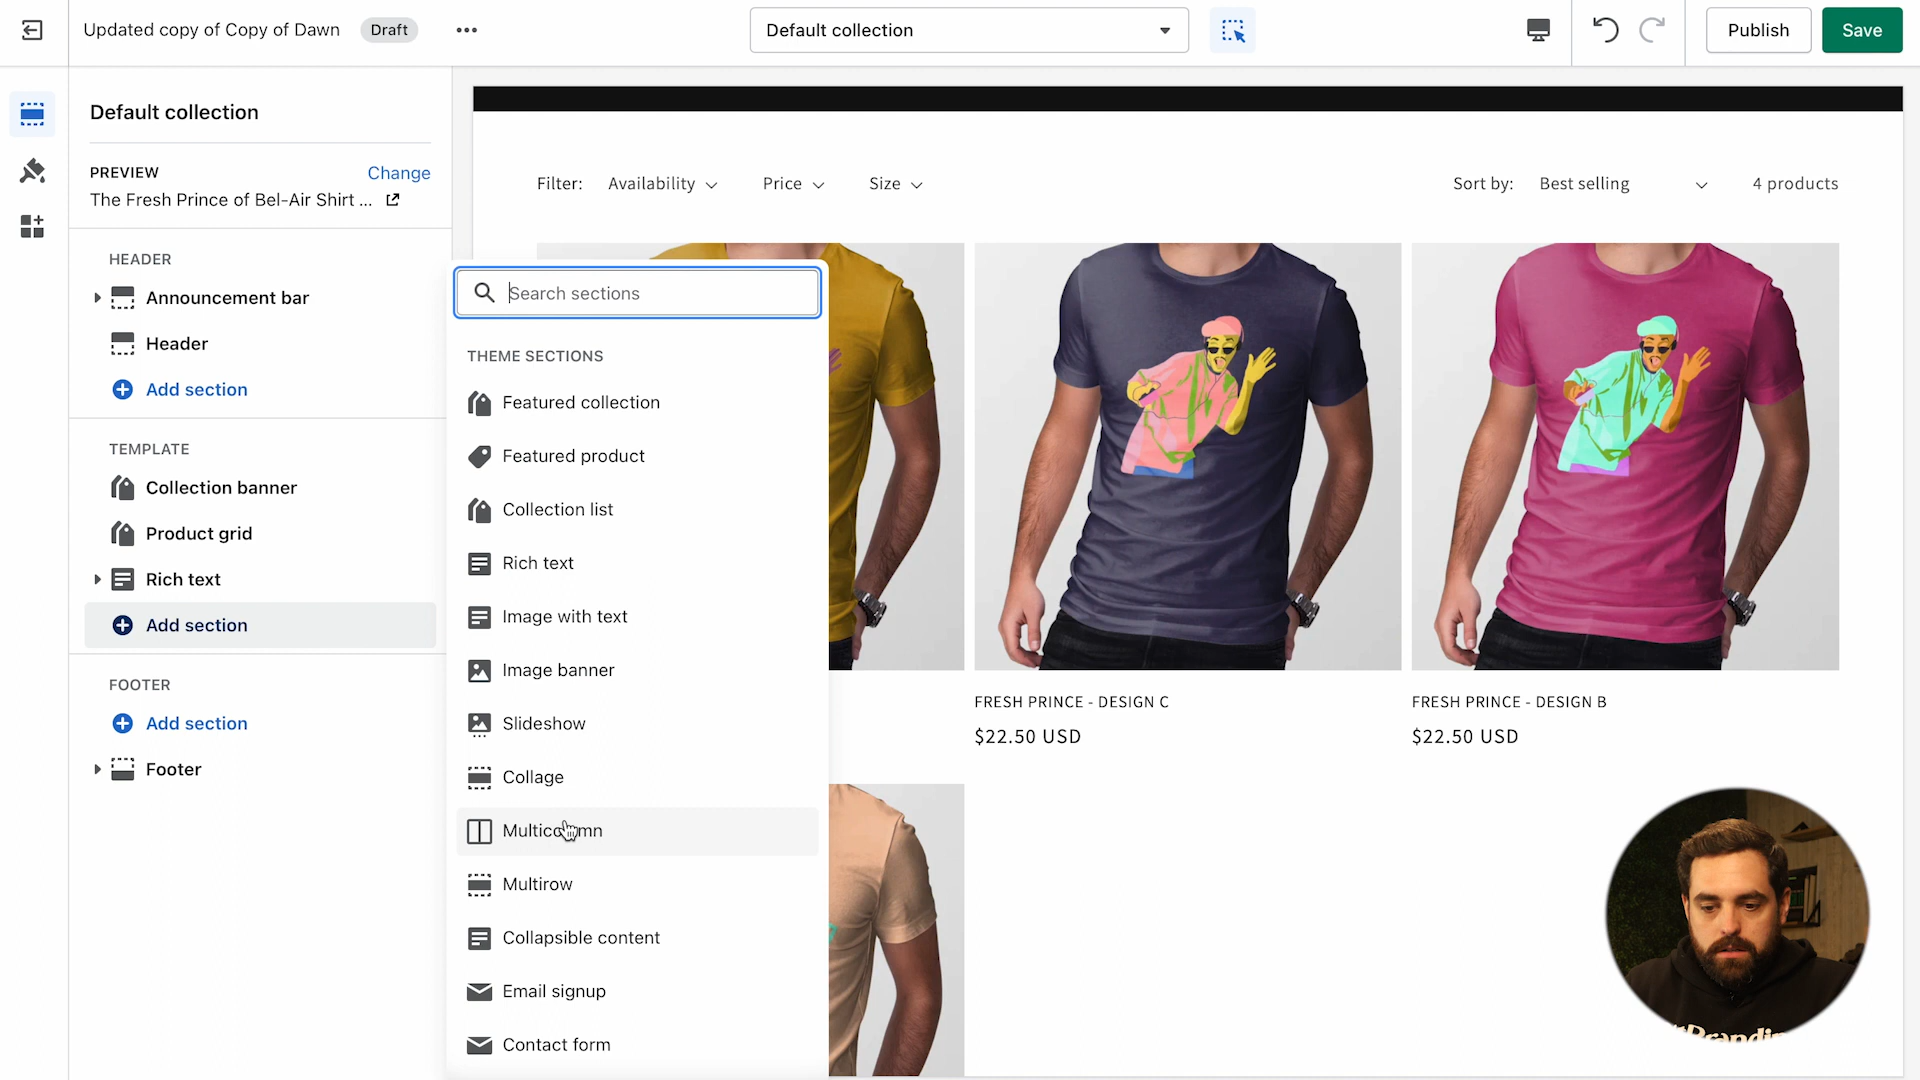 Updated copy of Copy of Dawn
Draft
Default collection
Publish
Save
Default collection
PREVIEW
Change
The Fresh Prince of Bel-Air Shirt ...
HEADER
Announcement bar
Header
Add section
TEMPLATE
Collection banner
Product grid
Rich text
Add section
FOOTER
Add section
Footer
Search sections
THEME SECTIONS
Featured collection
Featured product
Collection list
Rich text
Image with text
Image banner
Slideshow
Collage
Multicolumn
Multirow
Collapsible content
Email signup
Contact form
Filter: Availability Price Size
Sort by: Best selling 4 products
FRESH PRINCE - DESIGN C
$22.50 USD
FRESH PRINCE - DESIGN B
$22.50 USD